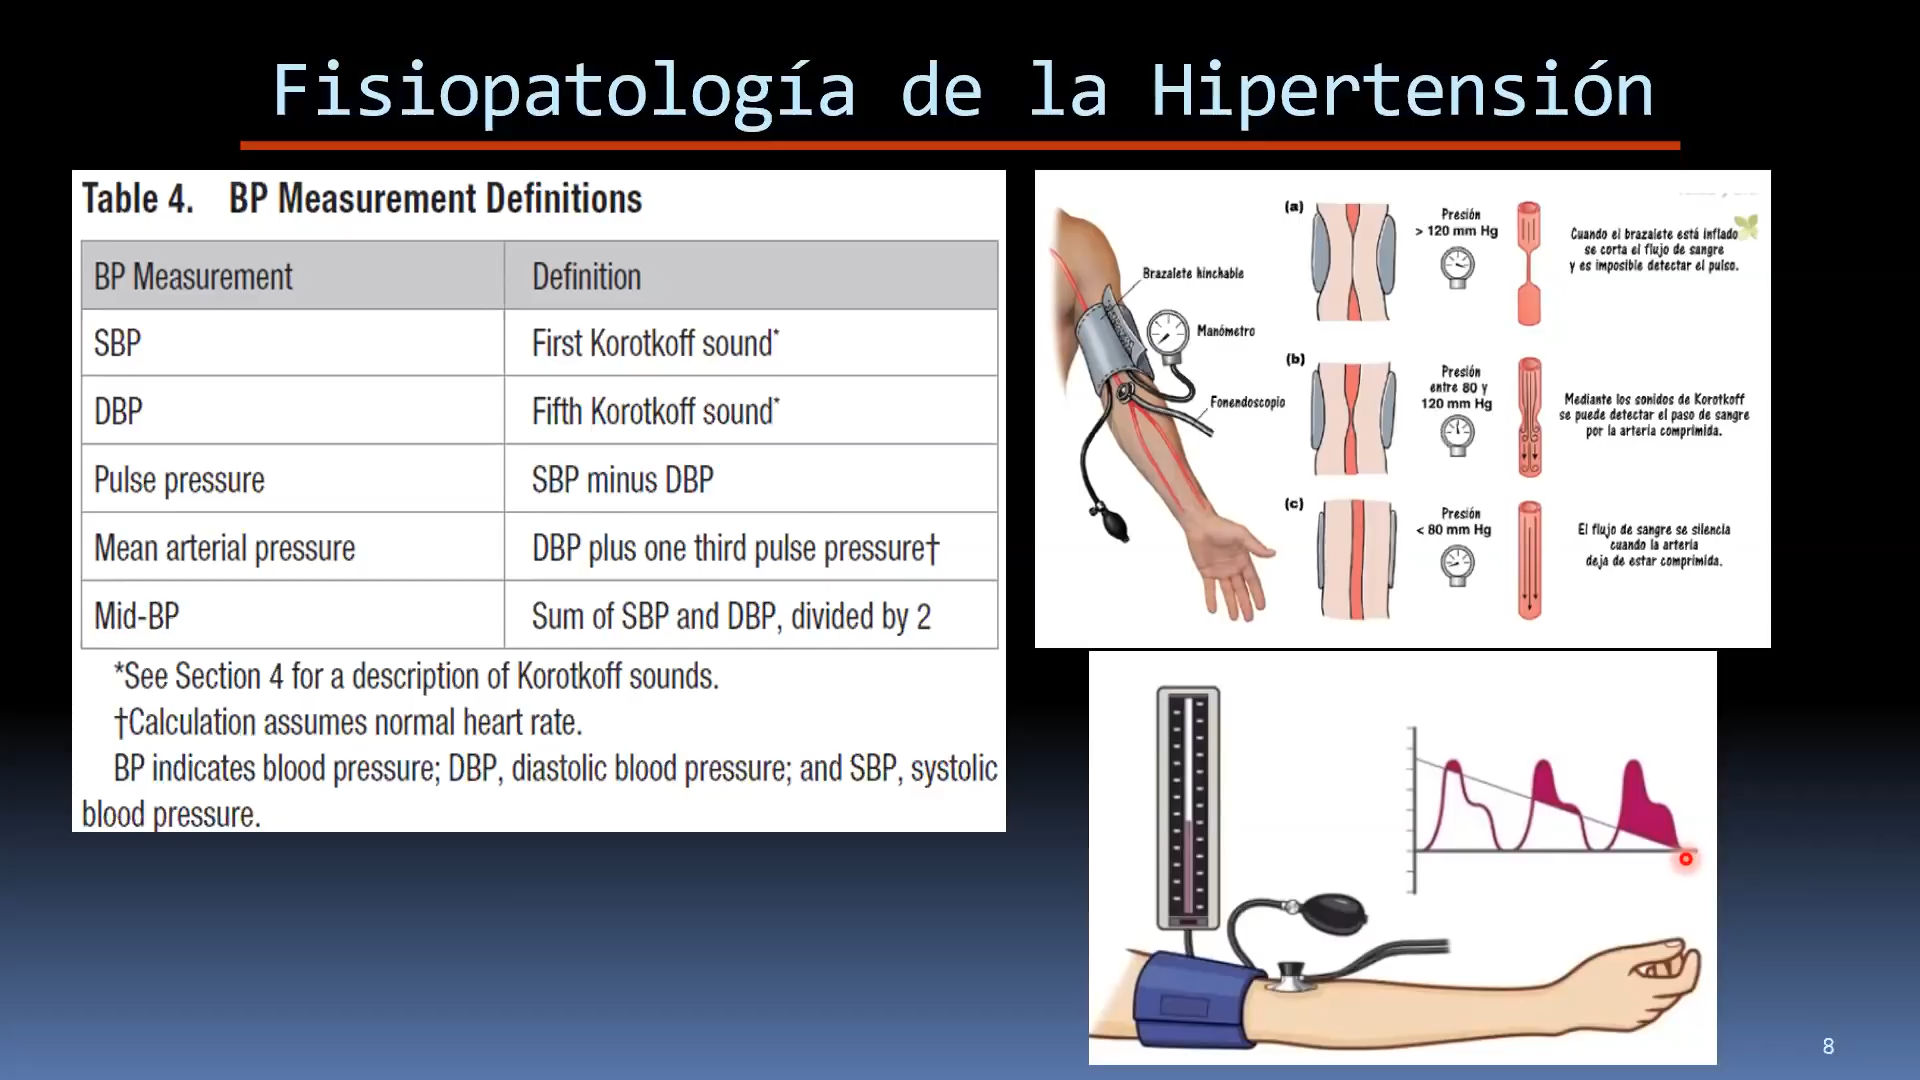 Fisiopatología de la Hipertensión
Table 4. BP Measurement Definitions
BP Measurement Definition
SBP First Korotkoff sound*
DBP Fifth Korotkoff sound*
Pulse pressure SBP minus DBP
Mean arterial pressure DBP plus one third pulse pressure†
Mid-BP Sum of SBP and DBP, divided by 2
*See Section 4 for a description of Korotkoff sounds.
†Calculation assumes normal heart rate.
BP indicates blood pressure; DBP, diastolic blood pressure; and SBP, systolic
blood pressure.
Brazalete hinchable
Manómetro
Fonendoscopio
(a)
Presión
> 120 mm Hg
Cuando el brazalete está inflado
se corta el flujo de sangre
y es imposible detectar el pulso.
(b)
Presión
entre 80 y
120 mm Hg
Mediante los sonidos de Korotkoff
se puede detectar el paso de sangre
por la arteria comprimida.
(c)
Presión
< 80 mm Hg
El flujo de sangre se silencia
cuando la arteria
deja de estar comprimida.
8